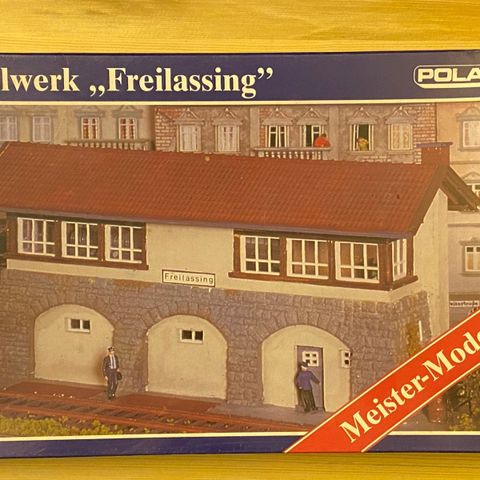 lwerk „Freilassing”
POLA
Freilassing
Meister-Mode